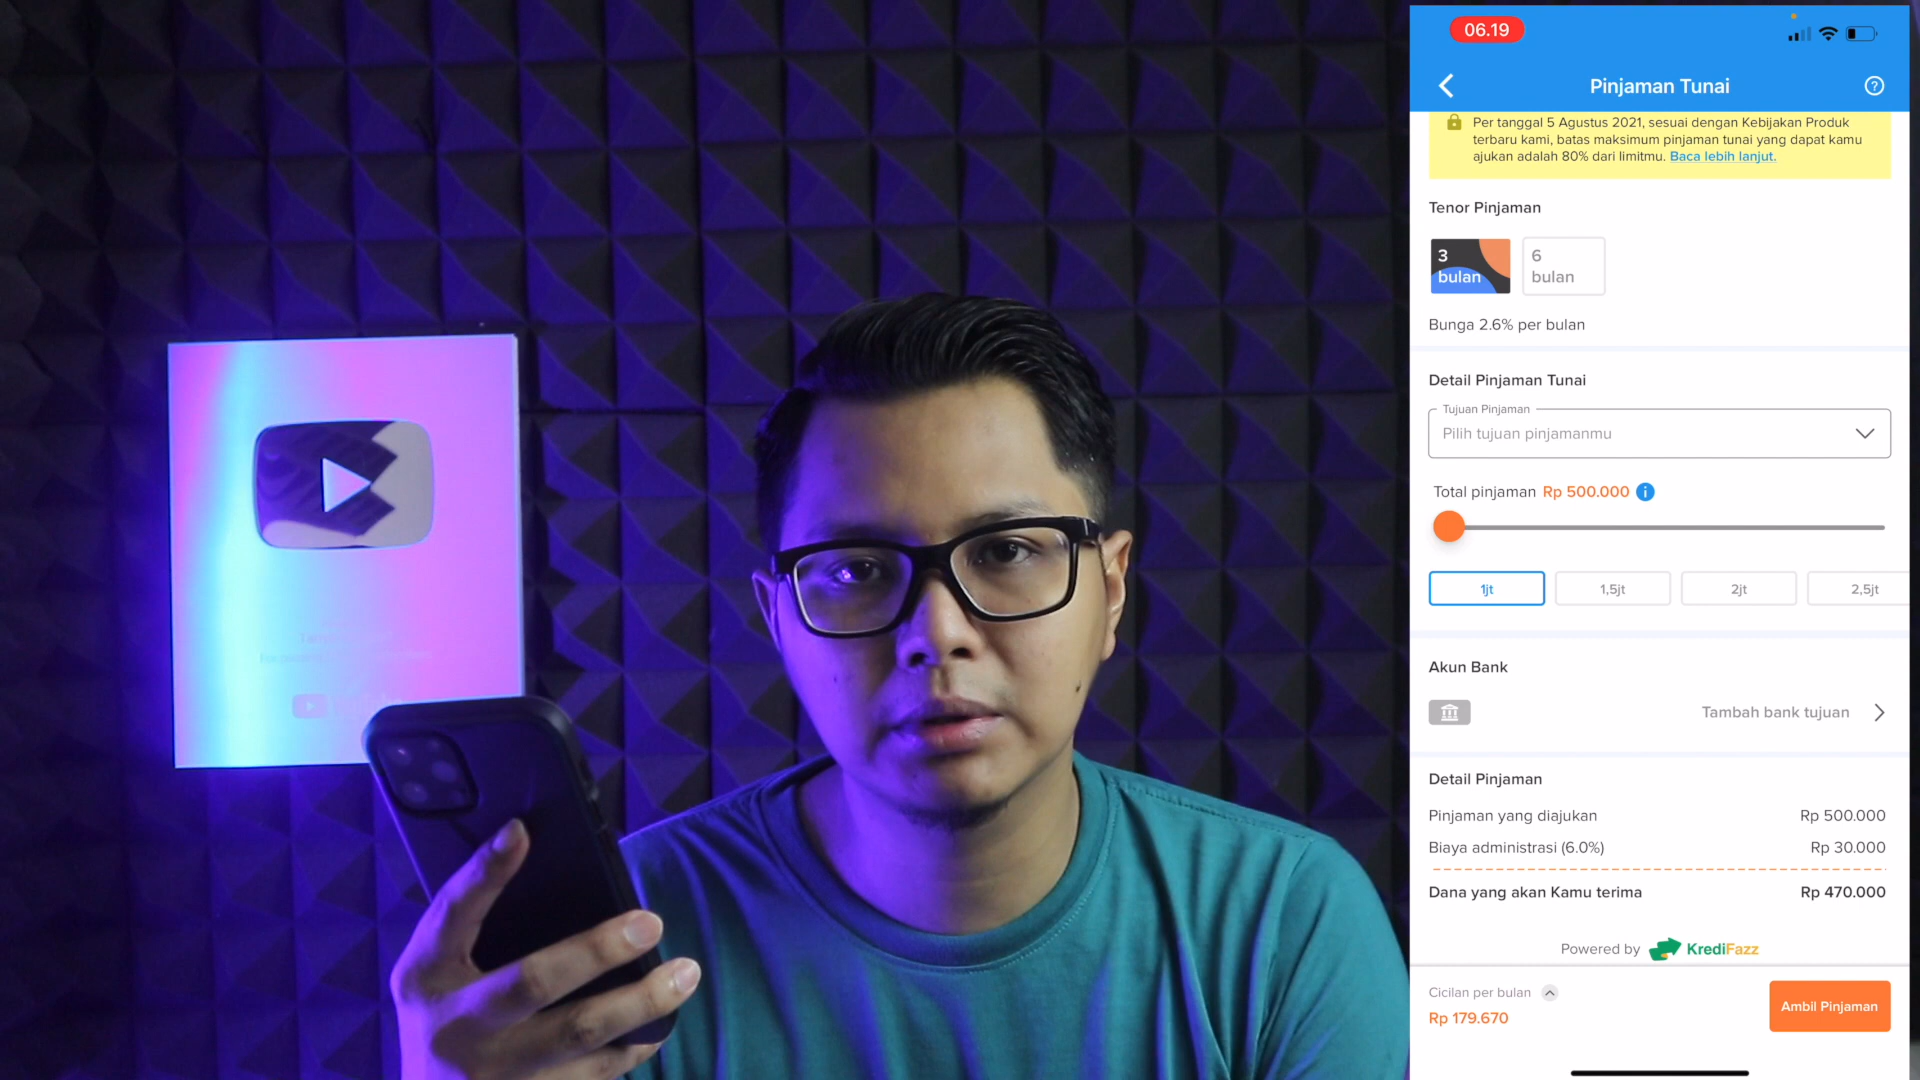 06.19
Pinjaman Tunai
Per tanggal 5 Agustus 2021, sesuai dengan Kebijakan Produk
terbaru kami, batas maksimum pinjaman tunai yang dapat kamu
ajukan adalah 80% dari limitmu. Baca lebih lanjut.
Tenor Pinjaman
3
bulan
6
bulan
Bunga 2.6% per bulan
Detail Pinjaman Tunai
Tujuan Pinjaman
Pilih tujuan pinjamanmu
Total pinjaman Rp 500.000
1jt 1,5jt 2jt 2,5jt
Akun Bank
Tambah bank tujuan
Detail Pinjaman
Pinjaman yang diajukan Rp 500.000
Biaya administrasi (6.0%) Rp 30.000
Dana yang akan Kamu terima Rp 470.000
Powered by KrediFazz
Cicilan per bulan
Rp 179.670
Ambil Pinjaman